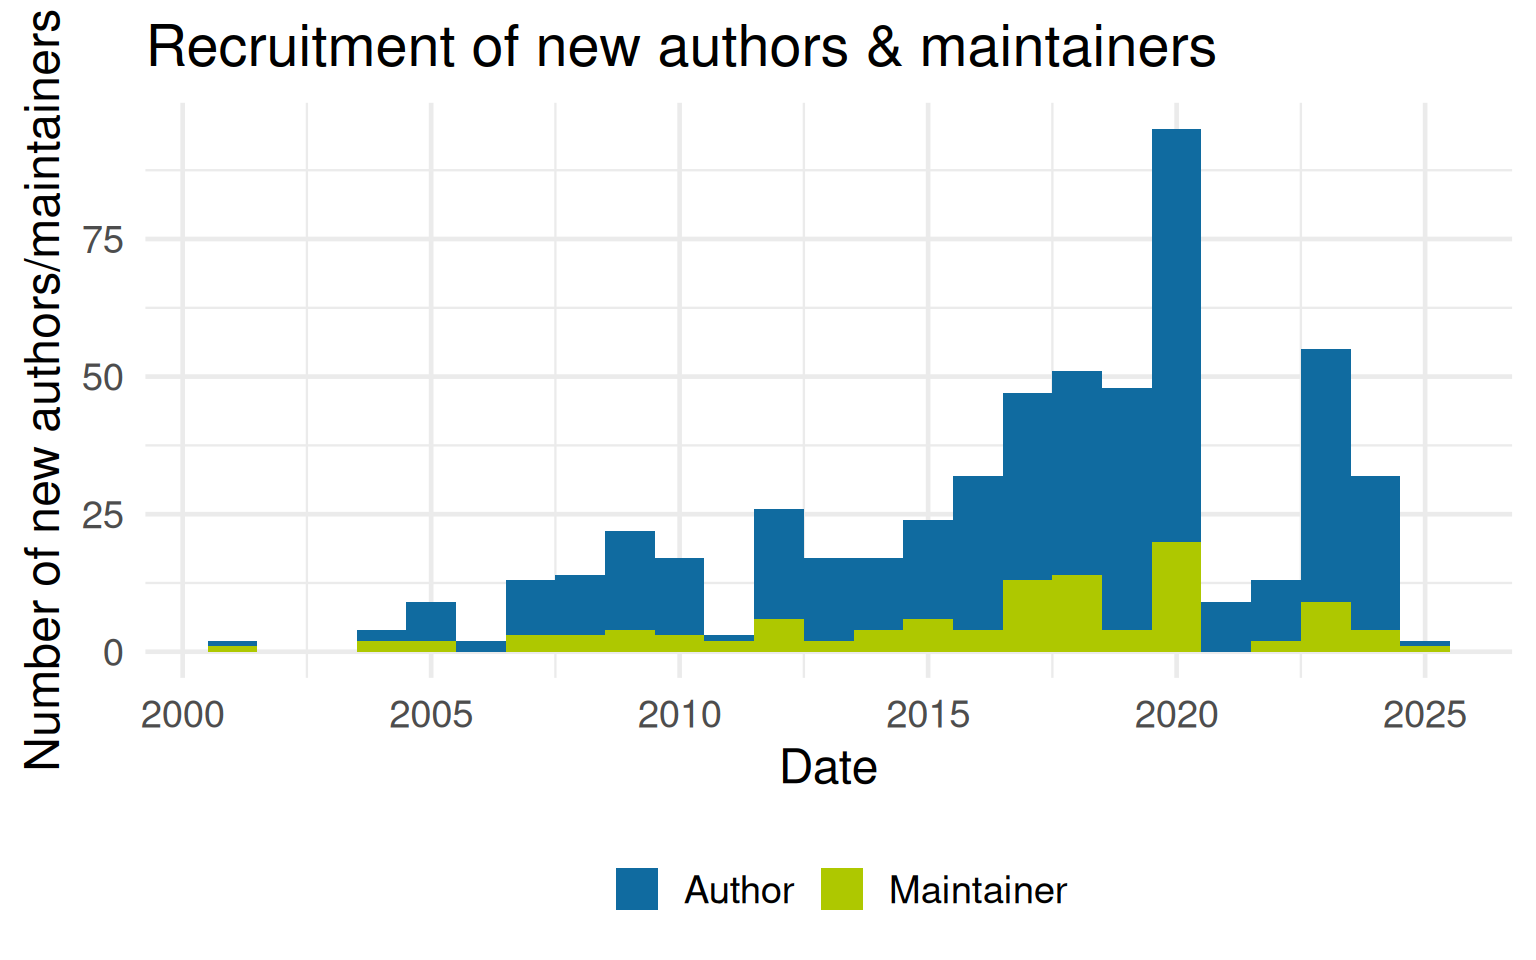 Recruitment of new authors & maintainers
Number of new authors/maintainers
75
50
25
0
2000 2005 2010 2015 2020 2025
Date
Author Maintainer